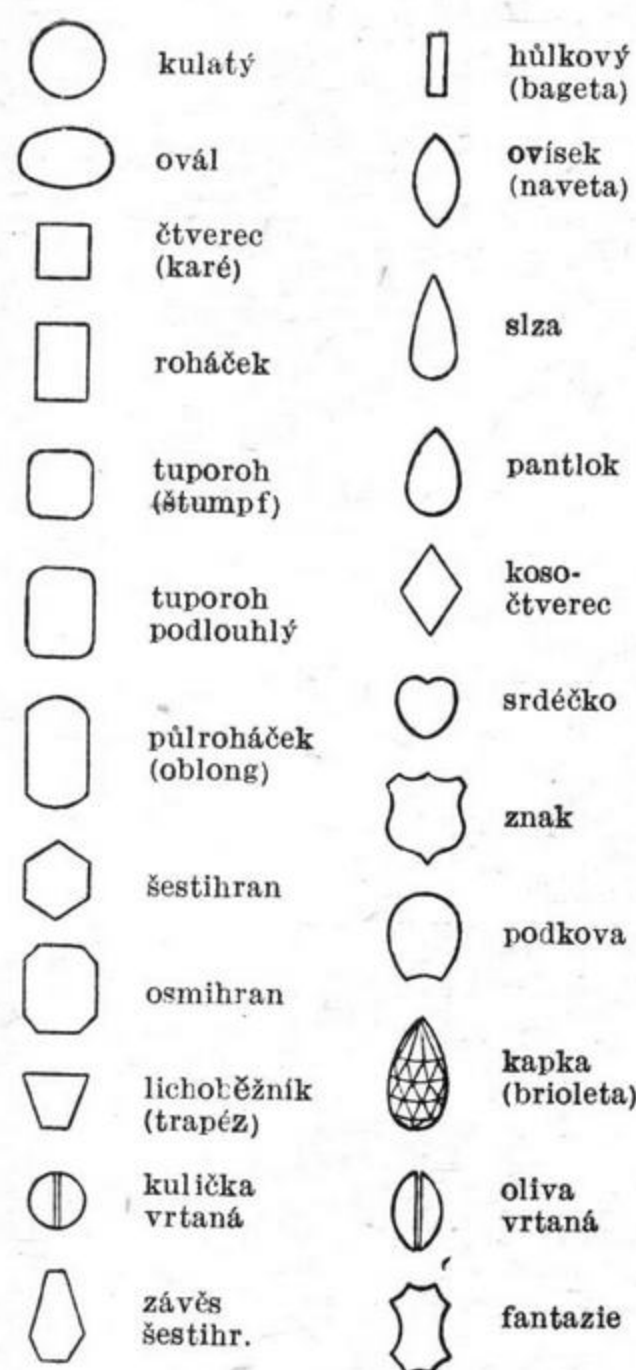 kulatý
ovál
čtverec
(karé)
roháček
tuporoh
(štumpf)
tuporoh
podlouhlý
půlroháček
(oblong)
šestihran
osmihran
lichoběžník
(trapéz)
kulička
vrtaná
závěs
šestihr.
hůlkový
(bageta)
ovísek
(naveta)
slza
pantlok
koso-
čtverec
srdéčko
znak
podkova
kapka
(brioleta)
oliva
vrtaná
fantazie